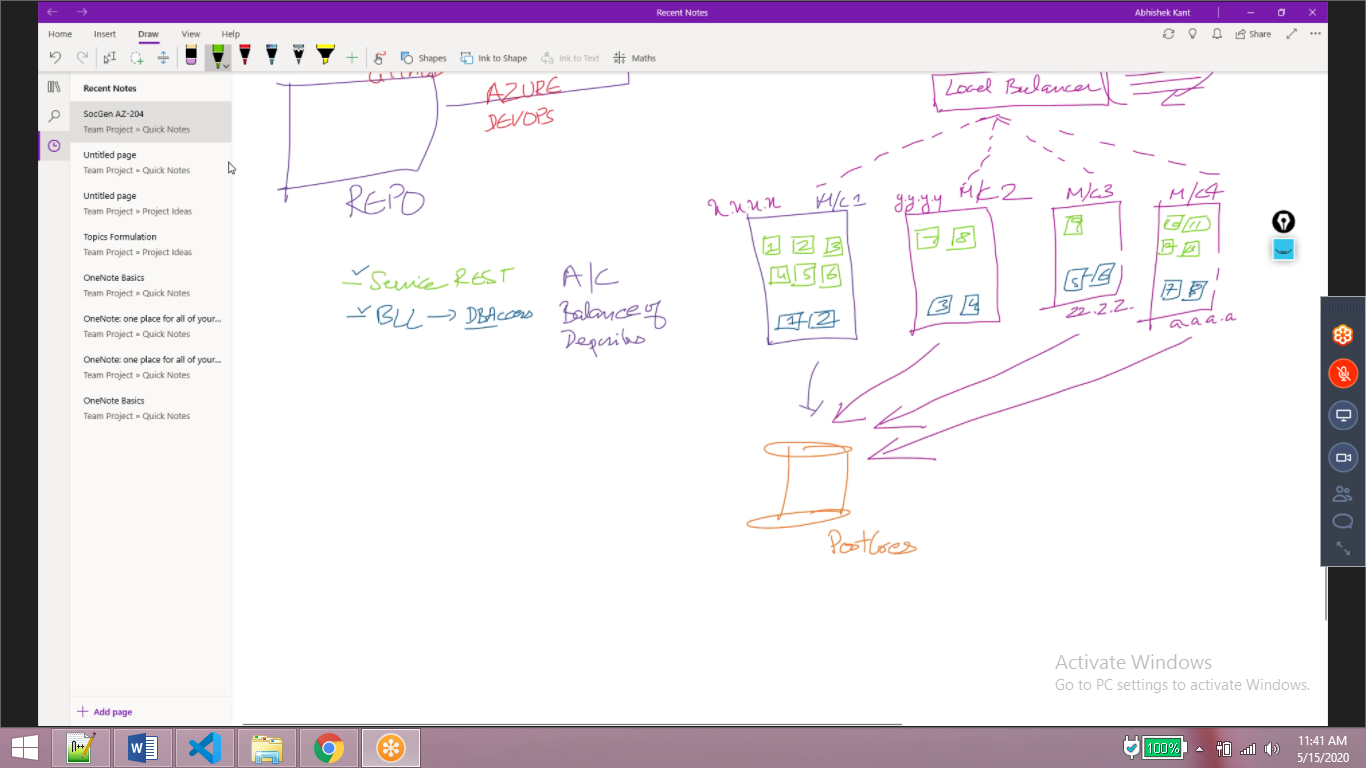 Recent Notes
Abhishek Kant
Home
Insert
Draw
View
Help
Share
Shapes
Ink to Shape
Ink to Text
Maths
Recent Notes
SocGen AZ-204
Team Project » Quick Notes
Untitled page
Team Project » Quick Notes
Untitled page
Team Project » Project Ideas
Topics Formulation
Team Project » Project Ideas
OneNote Basics
Team Project » Quick Notes
OneNote: one place for all of your...
Team Project » Quick Notes
OneNote: one place for all of your...
Team Project » Quick Notes
OneNote Basics
Team Project » Quick Notes
Add page
AZURE
DEVOPS
REPO
Service REST
BLL → DBAccess
A/C
Balance of
Deposits
Load Balancer
x.x.x.x
M/c1
y.y.y.y
M/c 2
M/c3
M/c4
1 2 3
4 5 6
1 2
7 8
3 4
9
5 6
10 11
7 8
zz.z.z.
a.a.a.a
PostGres
Activate Windows
Go to PC settings to activate Windows.
100%
11:41 AM
5/15/2020